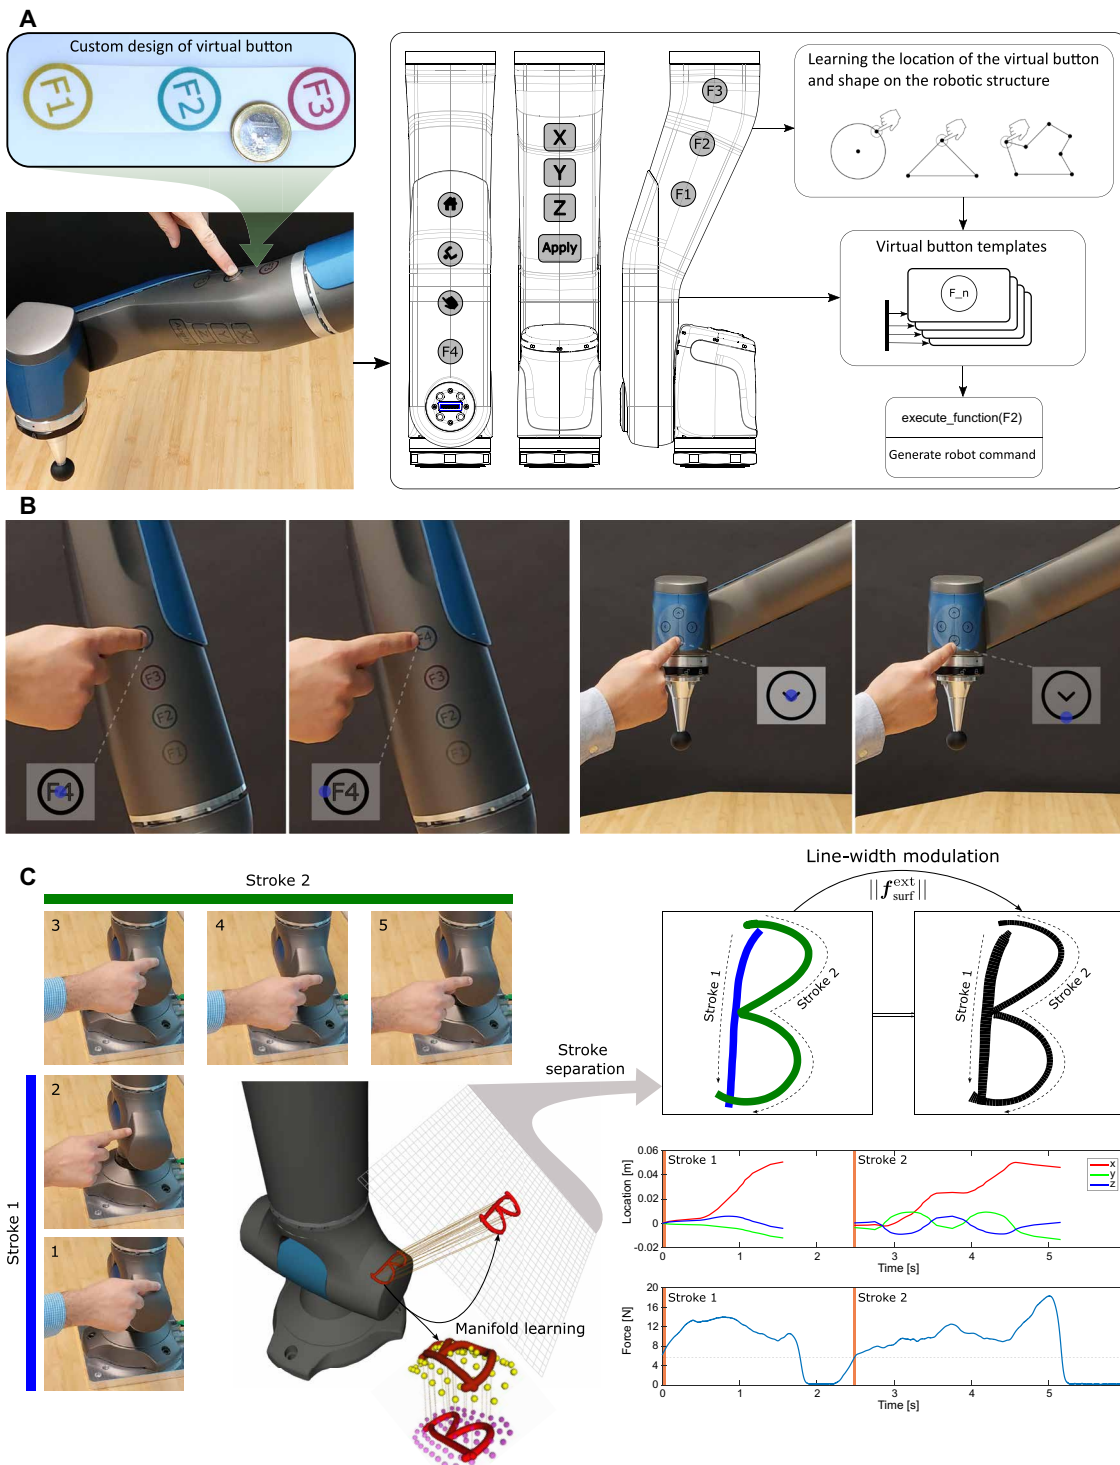 A
Custom design of virtual button
F1
F2
F3
F4
X
Y
Z
Apply
F3
F2
F1
Learning the location of the virtual button
and shape on the robotic structure
Virtual button templates
F_n
execute_function(F2)
Generate robot command
B
F3
F2
F1
F4
F4
F3
F2
F1
F4
C
Stroke 2
3
4
5
2
1
Stroke 1
Manifold learning
Stroke
separation
Line-width modulation
||f ext surf||
Stroke 1
Stroke 2
Stroke 1
Stroke 2
Location [m]
0.06
0.04
0.02
0
-0.02
Stroke 1
Stroke 2
x
y
z
0
1
2
3
4
5
Time [s]
Force [N]
20
16
12
8
4
0
Stroke 1
Stroke 2
0
1
2
3
4
5
Time [s]